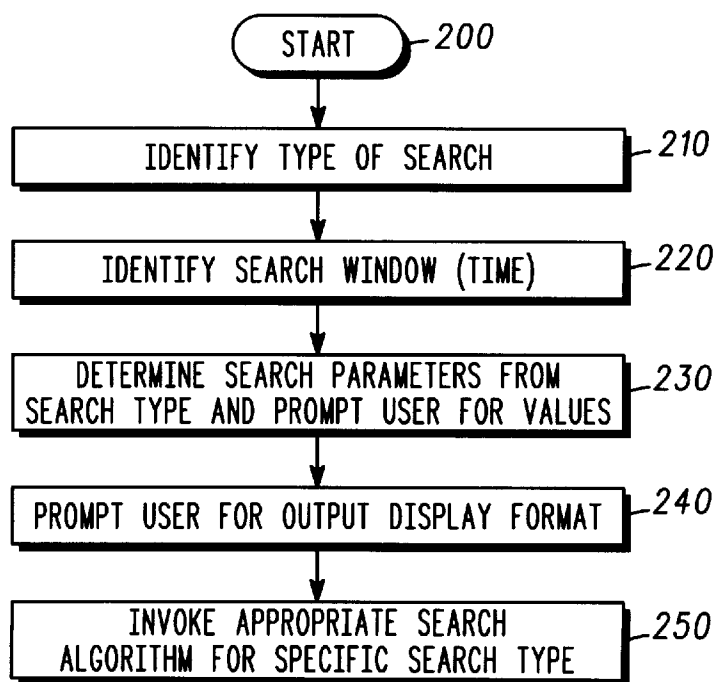 START
200
IDENTIFY TYPE OF SEARCH
210
IDENTIFY SEARCH WINDOW (TIME)
220
DETERMINE SEARCH PARAMETERS FROM
SEARCH TYPE AND PROMPT USER FOR VALUES
230
PROMPT USER FOR OUTPUT DISPLAY FORMAT
240
INVOKE APPROPRIATE SEARCH
ALGORITHM FOR SPECIFIC SEARCH TYPE
250